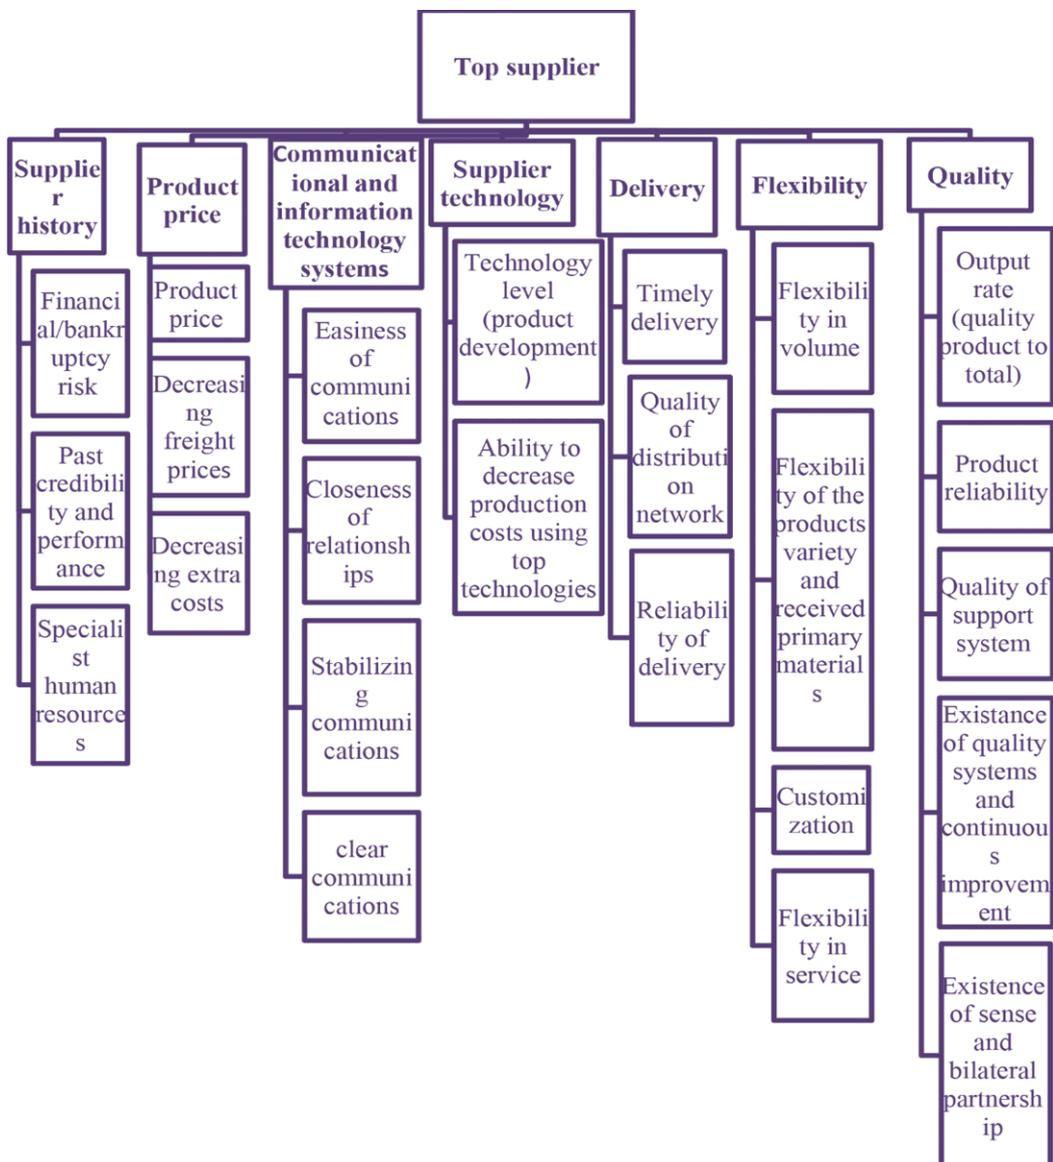 Top supplier
Supplie
r
history
Financi
al/bankr
uptcy
risk
Past
credibili
ty and
perform
ance
Speciali
st
human
resource
s
Product
price
Product
price
Decreasi
ng
freight
prices
Decreasi
ng extra
costs
Communicat
ional and
information
technology
systems
Easiness
of
communi
cations
Closeness
of
relationsh
ips
Stabilizin
g
communi
cations
clear
communi
cations
Supplier
technology
Technology
level
(product
development
)
Ability to
decrease
production
costs using
top
technologies
Delivery
Timely
delivery
Quality
of
distributi
on
network
Reliabili
ty of
delivery
Flexibility
Flexibili
ty in
volume
Flexibili
ty of the
products
variety
and
received
primary
material
s
Customi
zation
Flexibili
ty in
service
Quality
Output
rate
(quality
product to
total)
Product
reliability
Quality of
support
system
Existance
of quality
systems
and
continuou
s
improvem
ent
Existence
of sense
and
bilateral
partnersh
ip